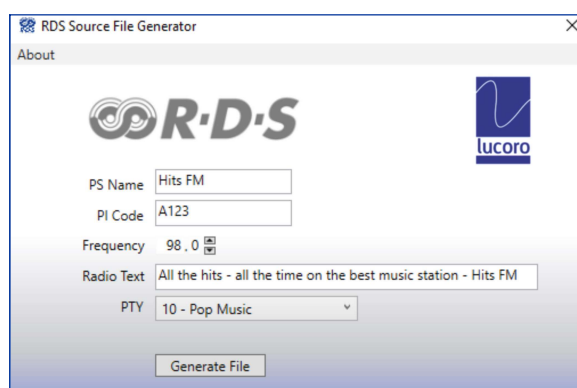 RDS Source File Generator
About
R·D·S
lucoro
PS Name Hits FM
PI Code A123
Frequency 98 . 0
Radio Text All the hits - all the time on the best music station - Hits FM
PTY 10 - Pop Music
Generate File